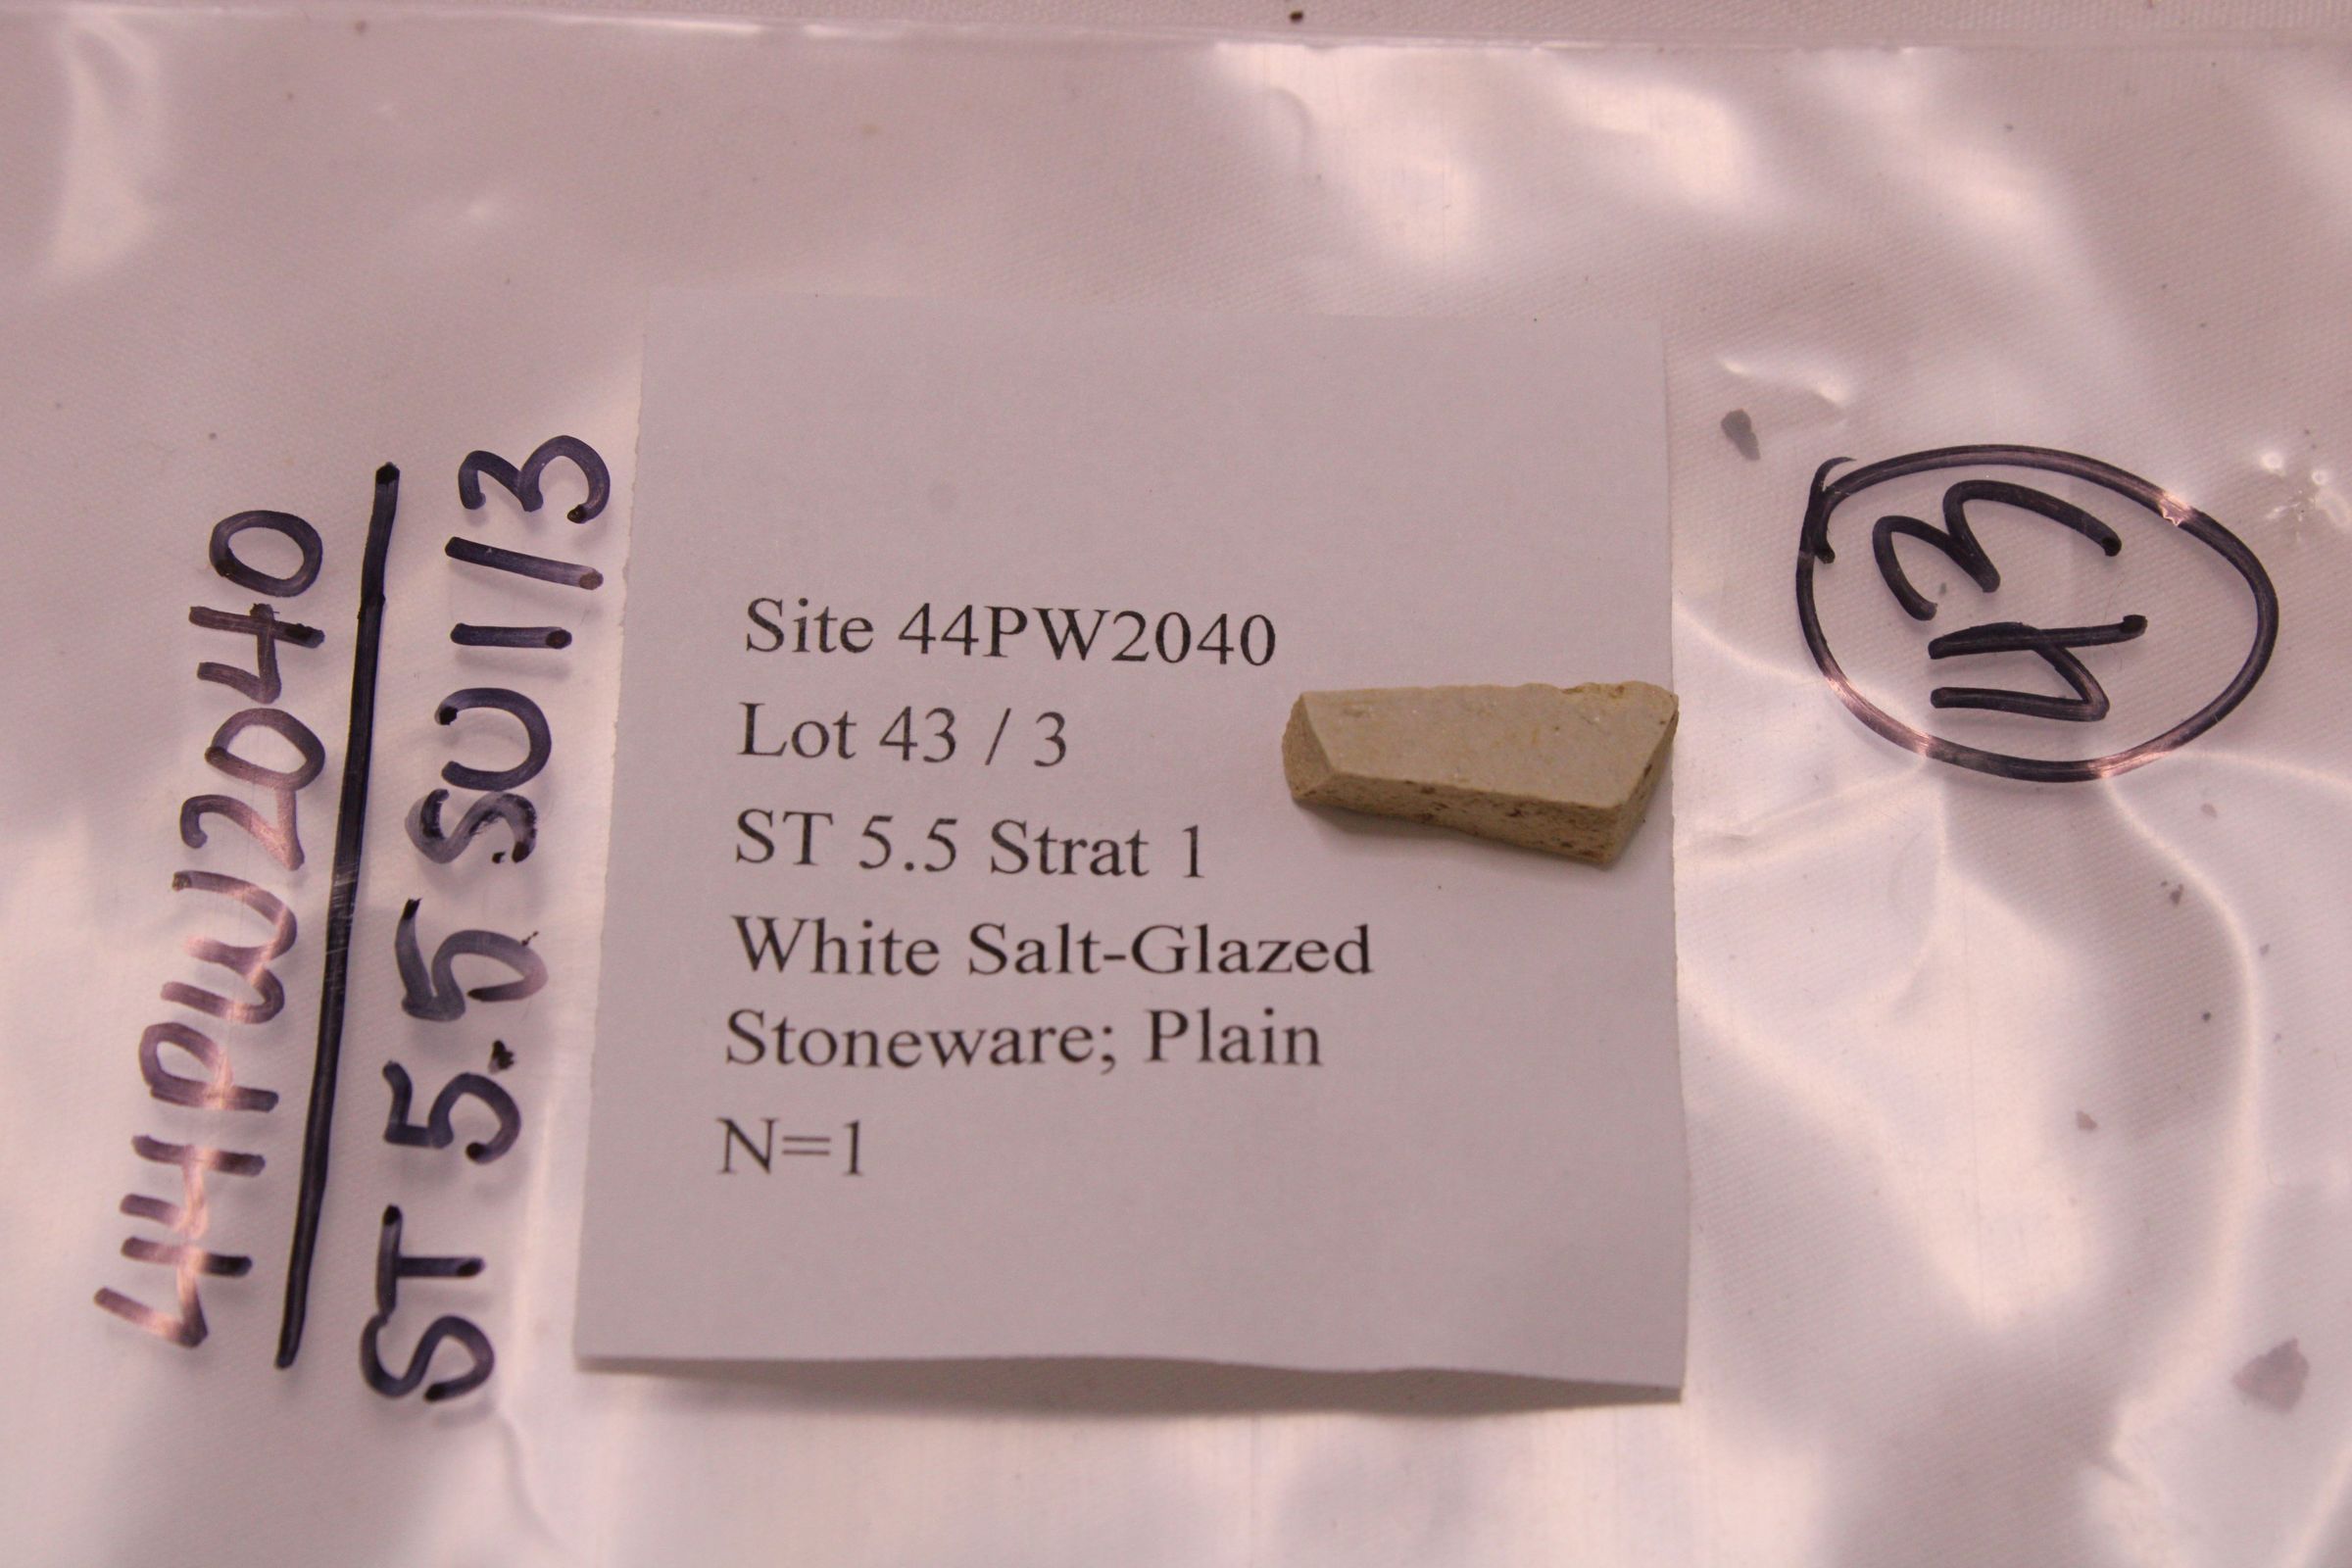 44PW2040
ST 5.5 SU1/3
Site 44PW2040
Lot 43 / 3
ST 5.5 Strat 1
White Salt-Glazed
Stoneware; Plain
N=1
43